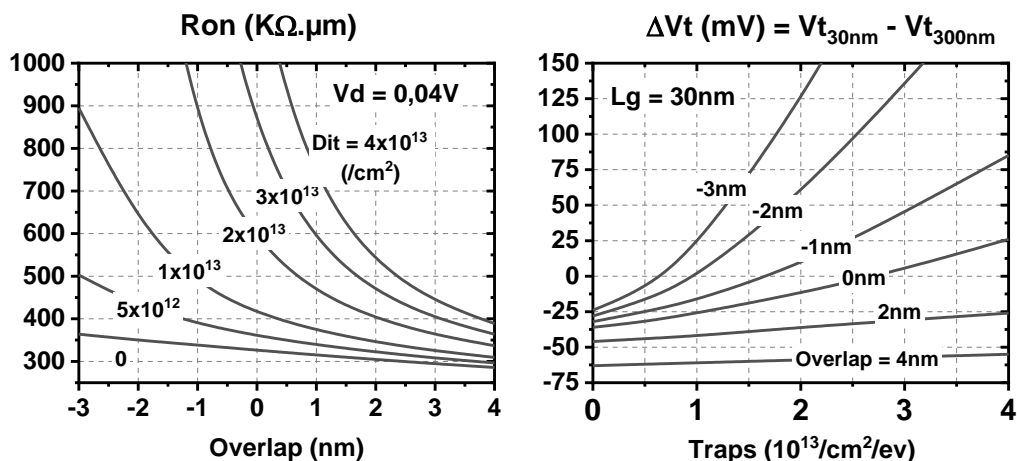 Ron (KΩ.µm)
1000
900
800
700
600
500
400
300
Vd = 0,04V
Dit = 4x10¹³
(/cm²)
3x10¹³
2x10¹³
1x10¹³
5x10¹²
0
-3 -2 -1 0 1 2 3 4
Overlap (nm)
ΔVt (mV) = Vt₃₀ₙₘ - Vt₃₀₀ₙₘ
150
125
100
75
50
25
0
-25
-50
-75
Lg = 30nm
-3nm
-2nm
-1nm
0nm
2nm
Overlap = 4nm
0 1 2 3 4
Traps (10¹³/cm²/ev)